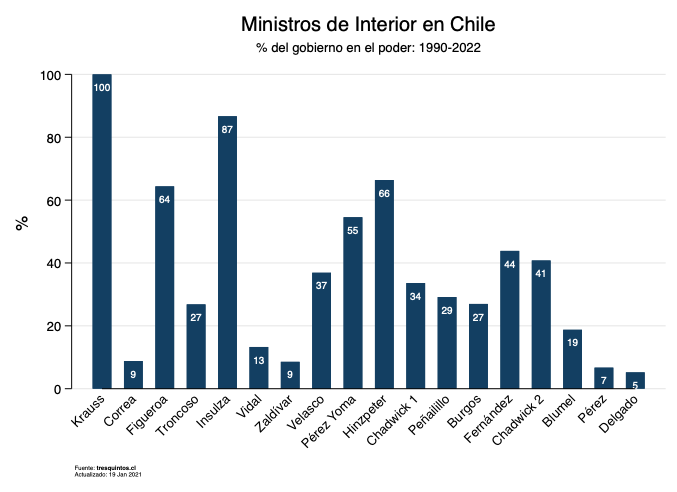 Ministros de Interior en Chile
% del gobierno en el poder: 1990-2022
%
100
80
60
40
20
0
100
9
64
27
87
13
9
37
55
66
34
29
27
44
41
19
7
5
Krauss
Correa
Figueroa
Troncoso
Insulza
Vidal
Zaldívar
Velasco
Pérez Yoma
Hinzpeter
Chadwick 1
Peñailillo
Burgos
Fernández
Chadwick 2
Blumel
Pérez
Delgado
Fuente: tresquintos.cl
Actualizado: 19 Jan 2021